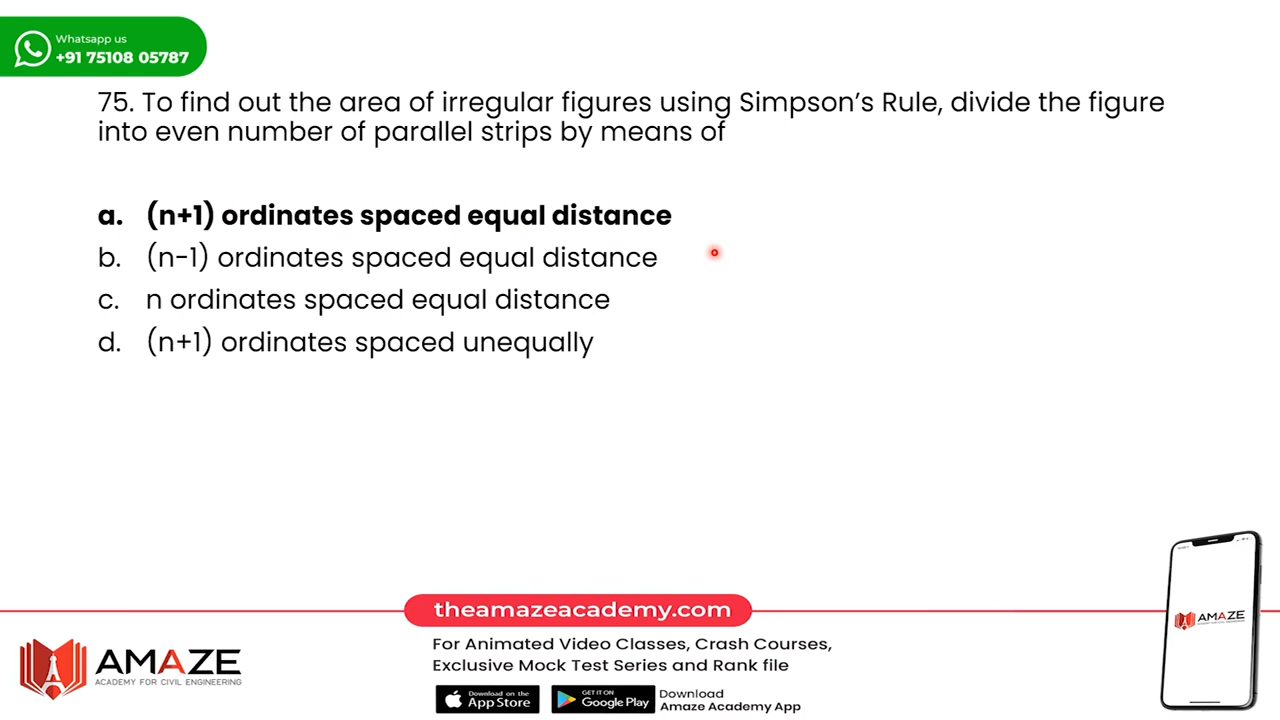 Whatsapp us
+91 75108 05787
75. To find out the area of irregular figures using Simpson’s Rule, divide the figure
into even number of parallel strips by means of
a. (n+1) ordinates spaced equal distance
b. (n-1) ordinates spaced equal distance
c. n ordinates spaced equal distance
d. (n+1) ordinates spaced unequally
theamazeacademy.com
For Animated Video Classes, Crash Courses,
Exclusive Mock Test Series and Rank file
AMAZE
ACADEMY FOR CIVIL ENGINEERING
Download on the
App Store
GET IT ON
Google Play
Download
Amaze Academy App
AMAZE